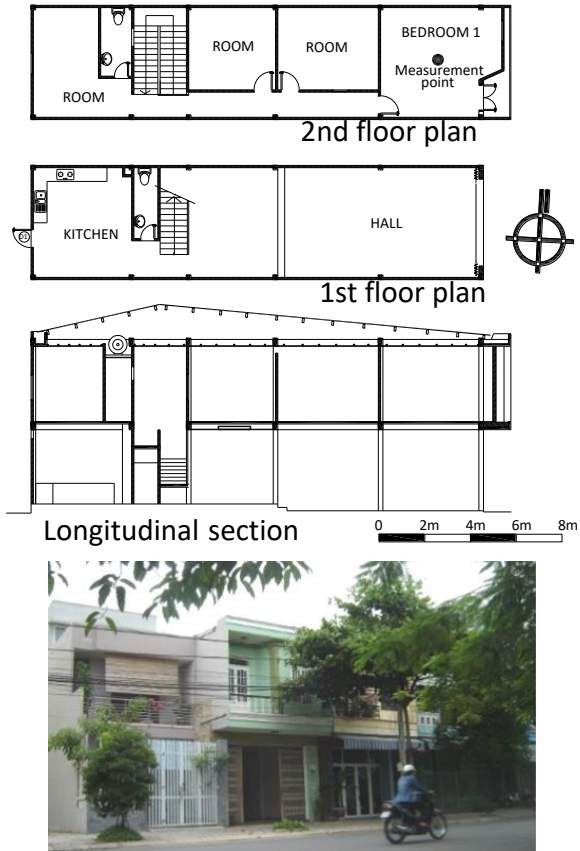 BEDROOM 1
ROOM
ROOM
Measurement
point
ROOM
2nd floor plan
HALL
KITCHEN
1st floor plan
Longitudinal section
0 2m 4m 6m 8m